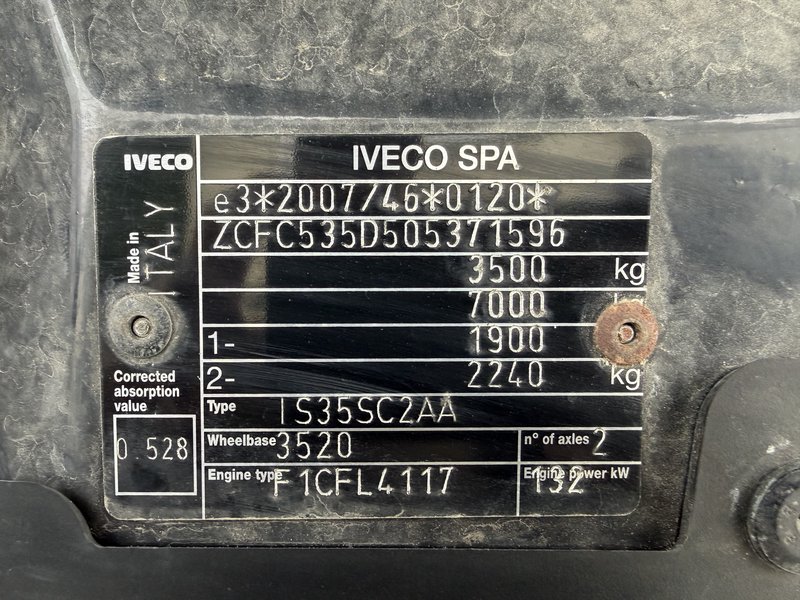 IVECO
IVECO SPA
e3*2007/46*0120*
ZCFC535D505371596
Made in
ITALY
3500 kg
7000
1- 1900
2- 2240 kg
Corrected
absorption
value
0.528
Type IS35SC2AA
Wheelbase 3520 n° of axles 2
Engine type F1CFL4117 Engine power kW 132